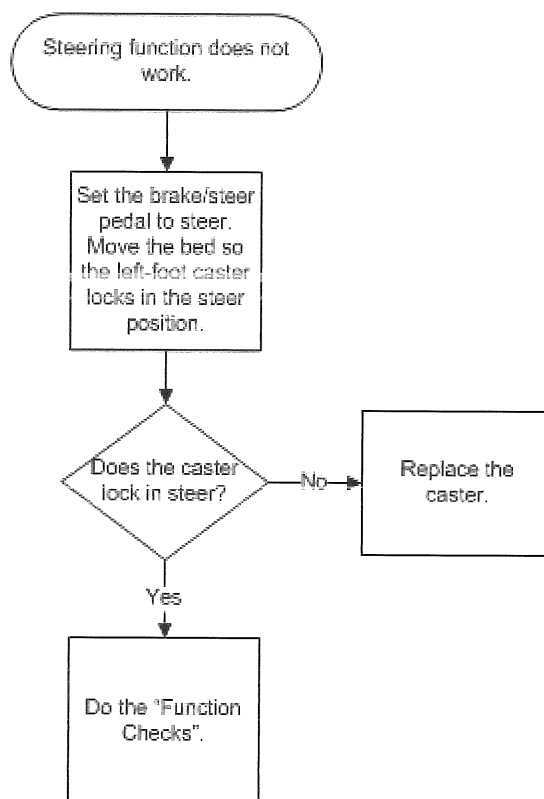 Steering function does not
work.
Set the brake/steer
pedal to steer.
Move the bed so
the left-foot caster
locks in the steer
position.
Does the caster
lock in steer?
No
Replace the
caster.
Yes
Do the "Function
Checks".